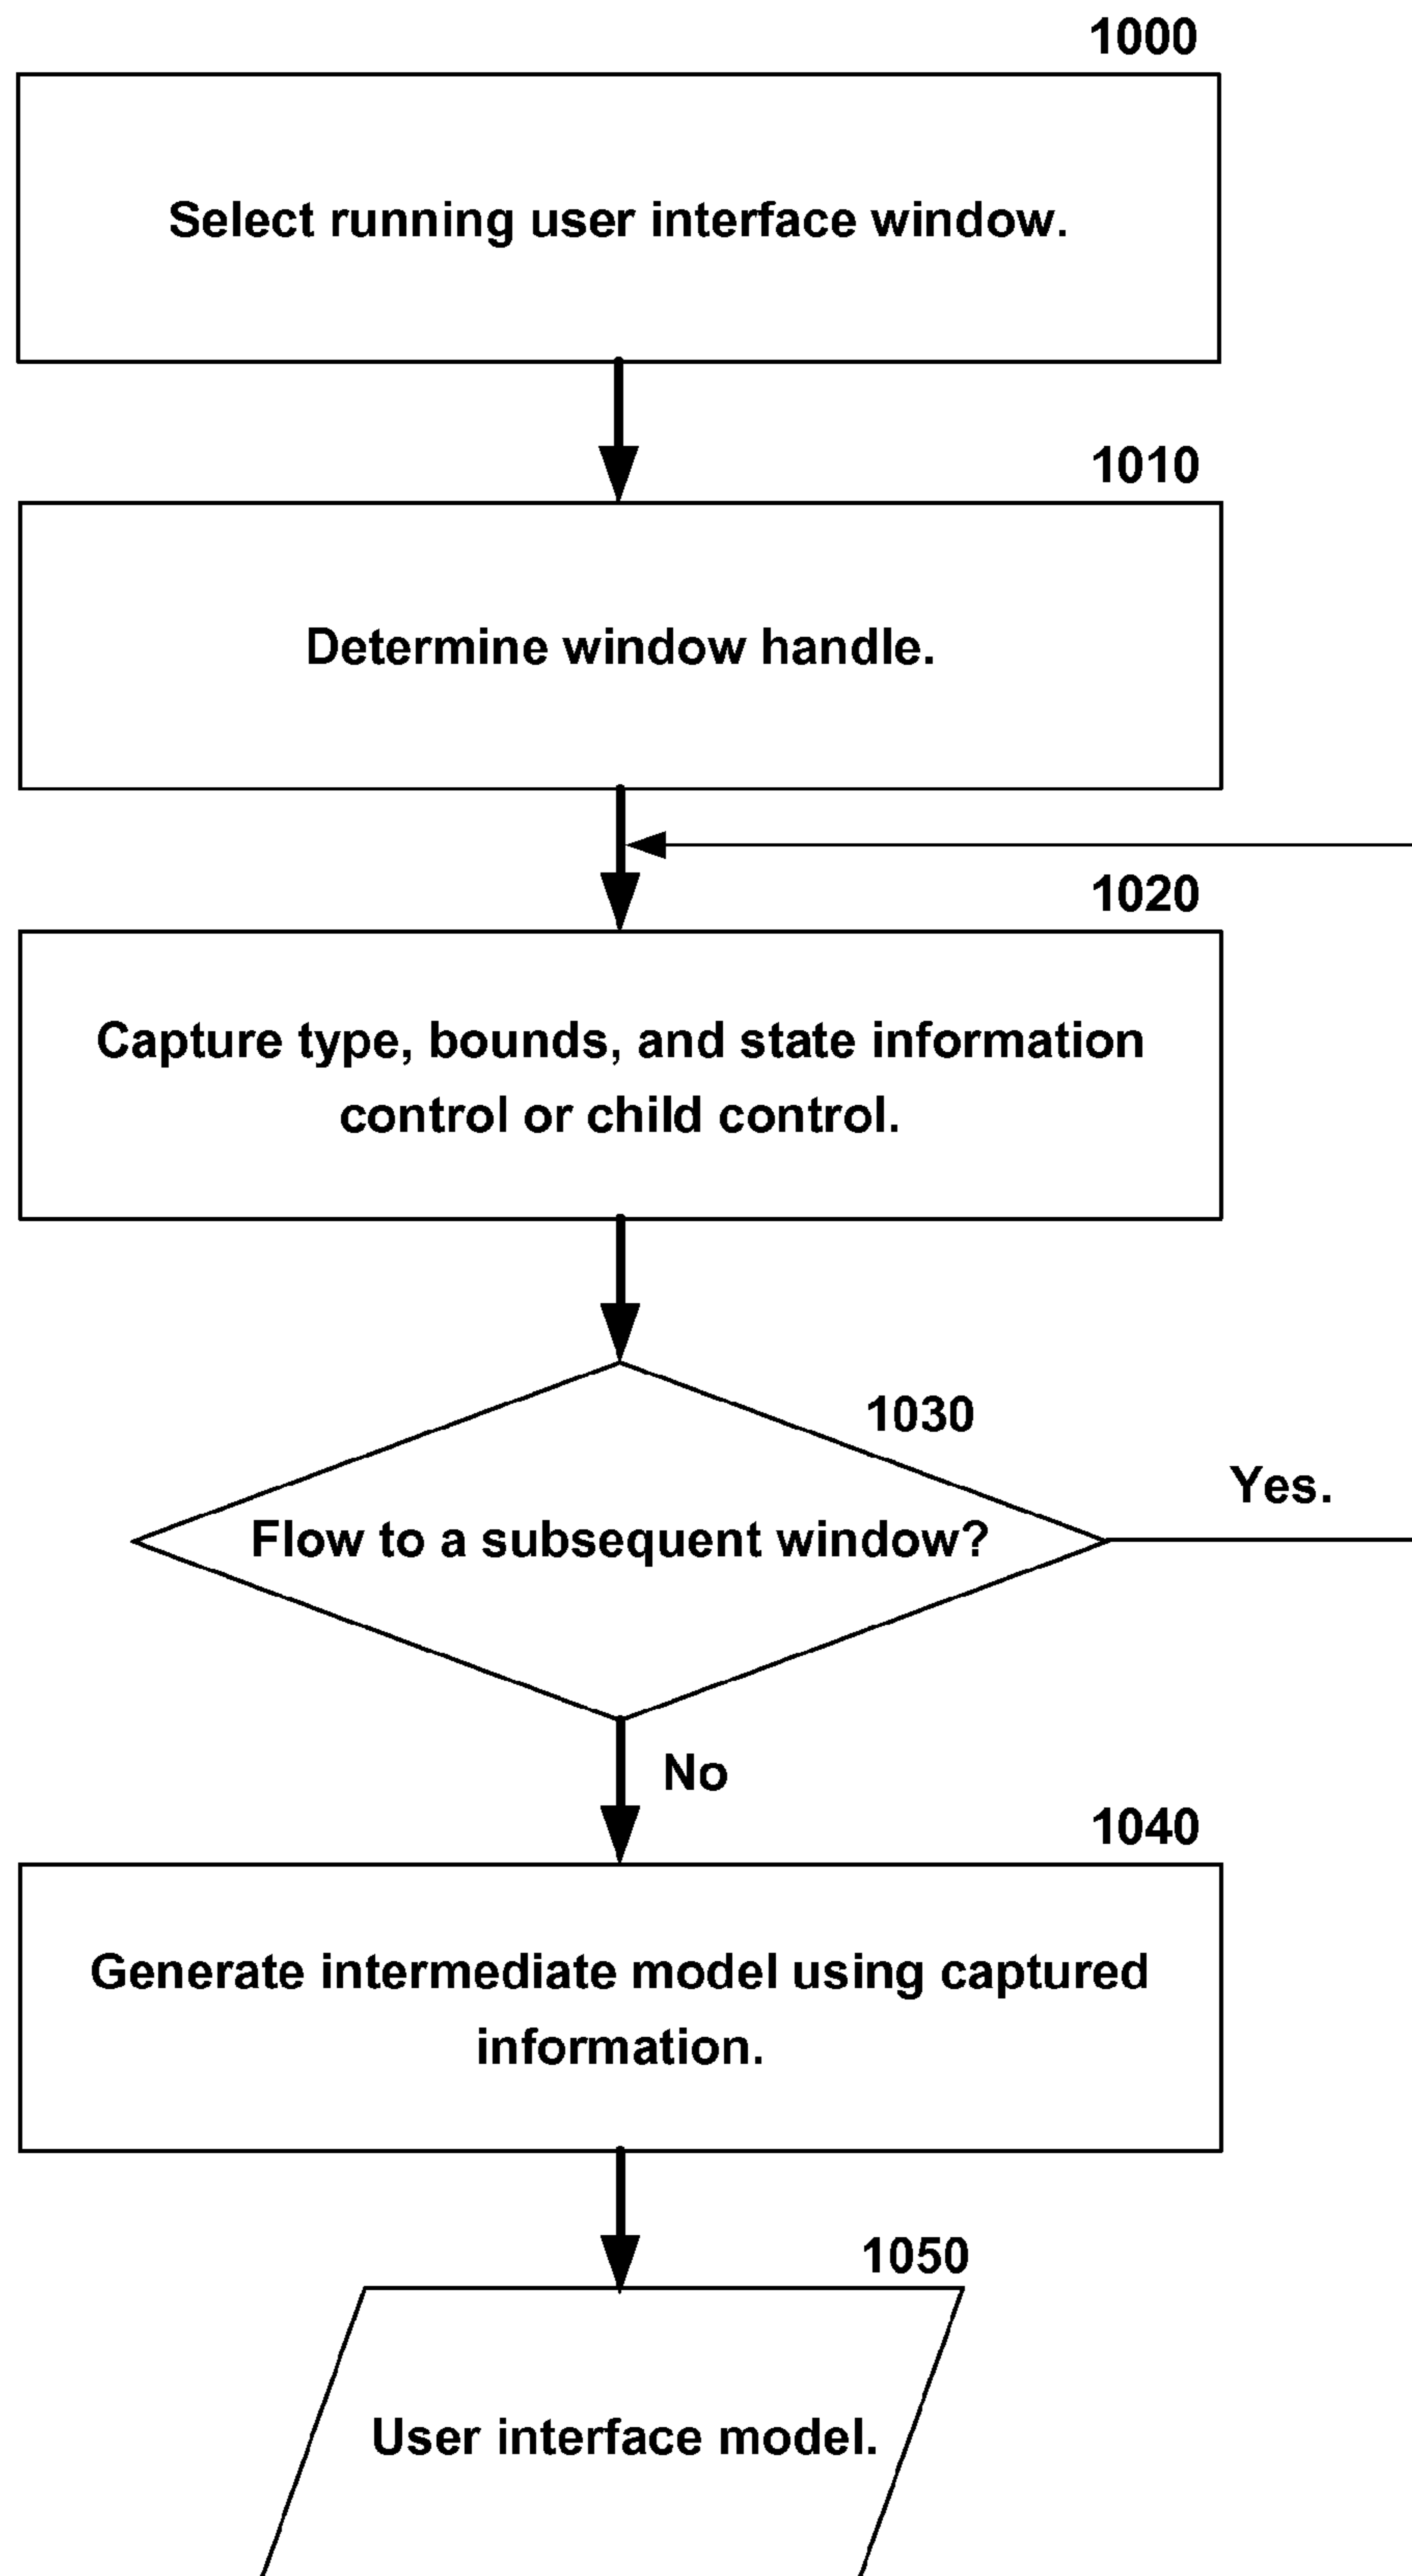 1000
Select running user interface window.
1010
Determine window handle.
1020
Capture type, bounds, and state information
control or child control.
1030
Flow to a subsequent window?
Yes.
No
1040
Generate intermediate model using captured
information.
1050
User interface model.